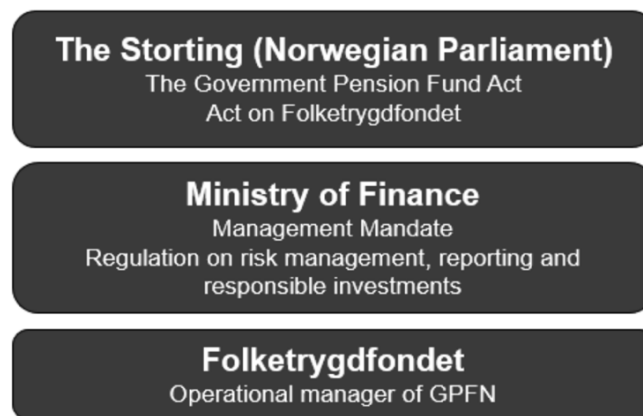 The Storting (Norwegian Parliament)
The Government Pension Fund Act
Act on Folketrygdfondet
Ministry of Finance
Management Mandate
Regulation on risk management, reporting and
responsible investments
Folketrygdfondet
Operational manager of GPFN